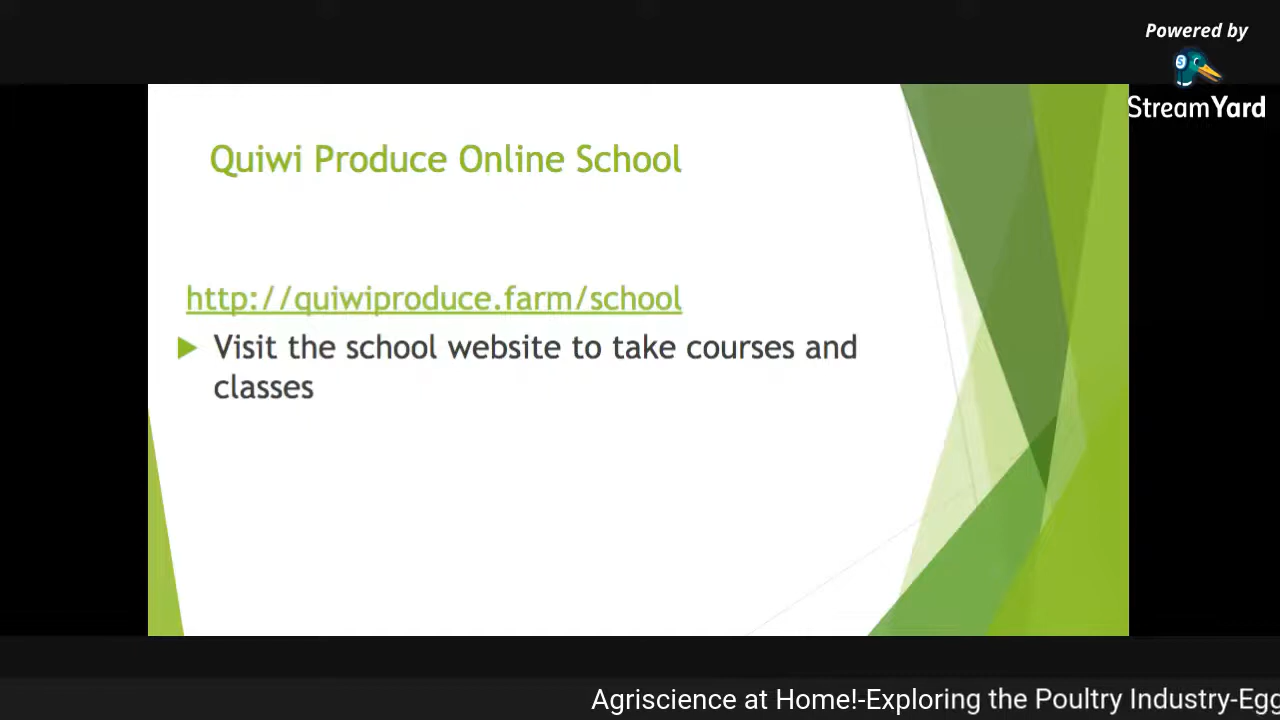 Powered by
StreamYard
Quiwi Produce Online School
http://quiwiproduce.farm/school
Visit the school website to take courses and
classes
Agriscience at Home!-Exploring the Poultry Industry-Egg